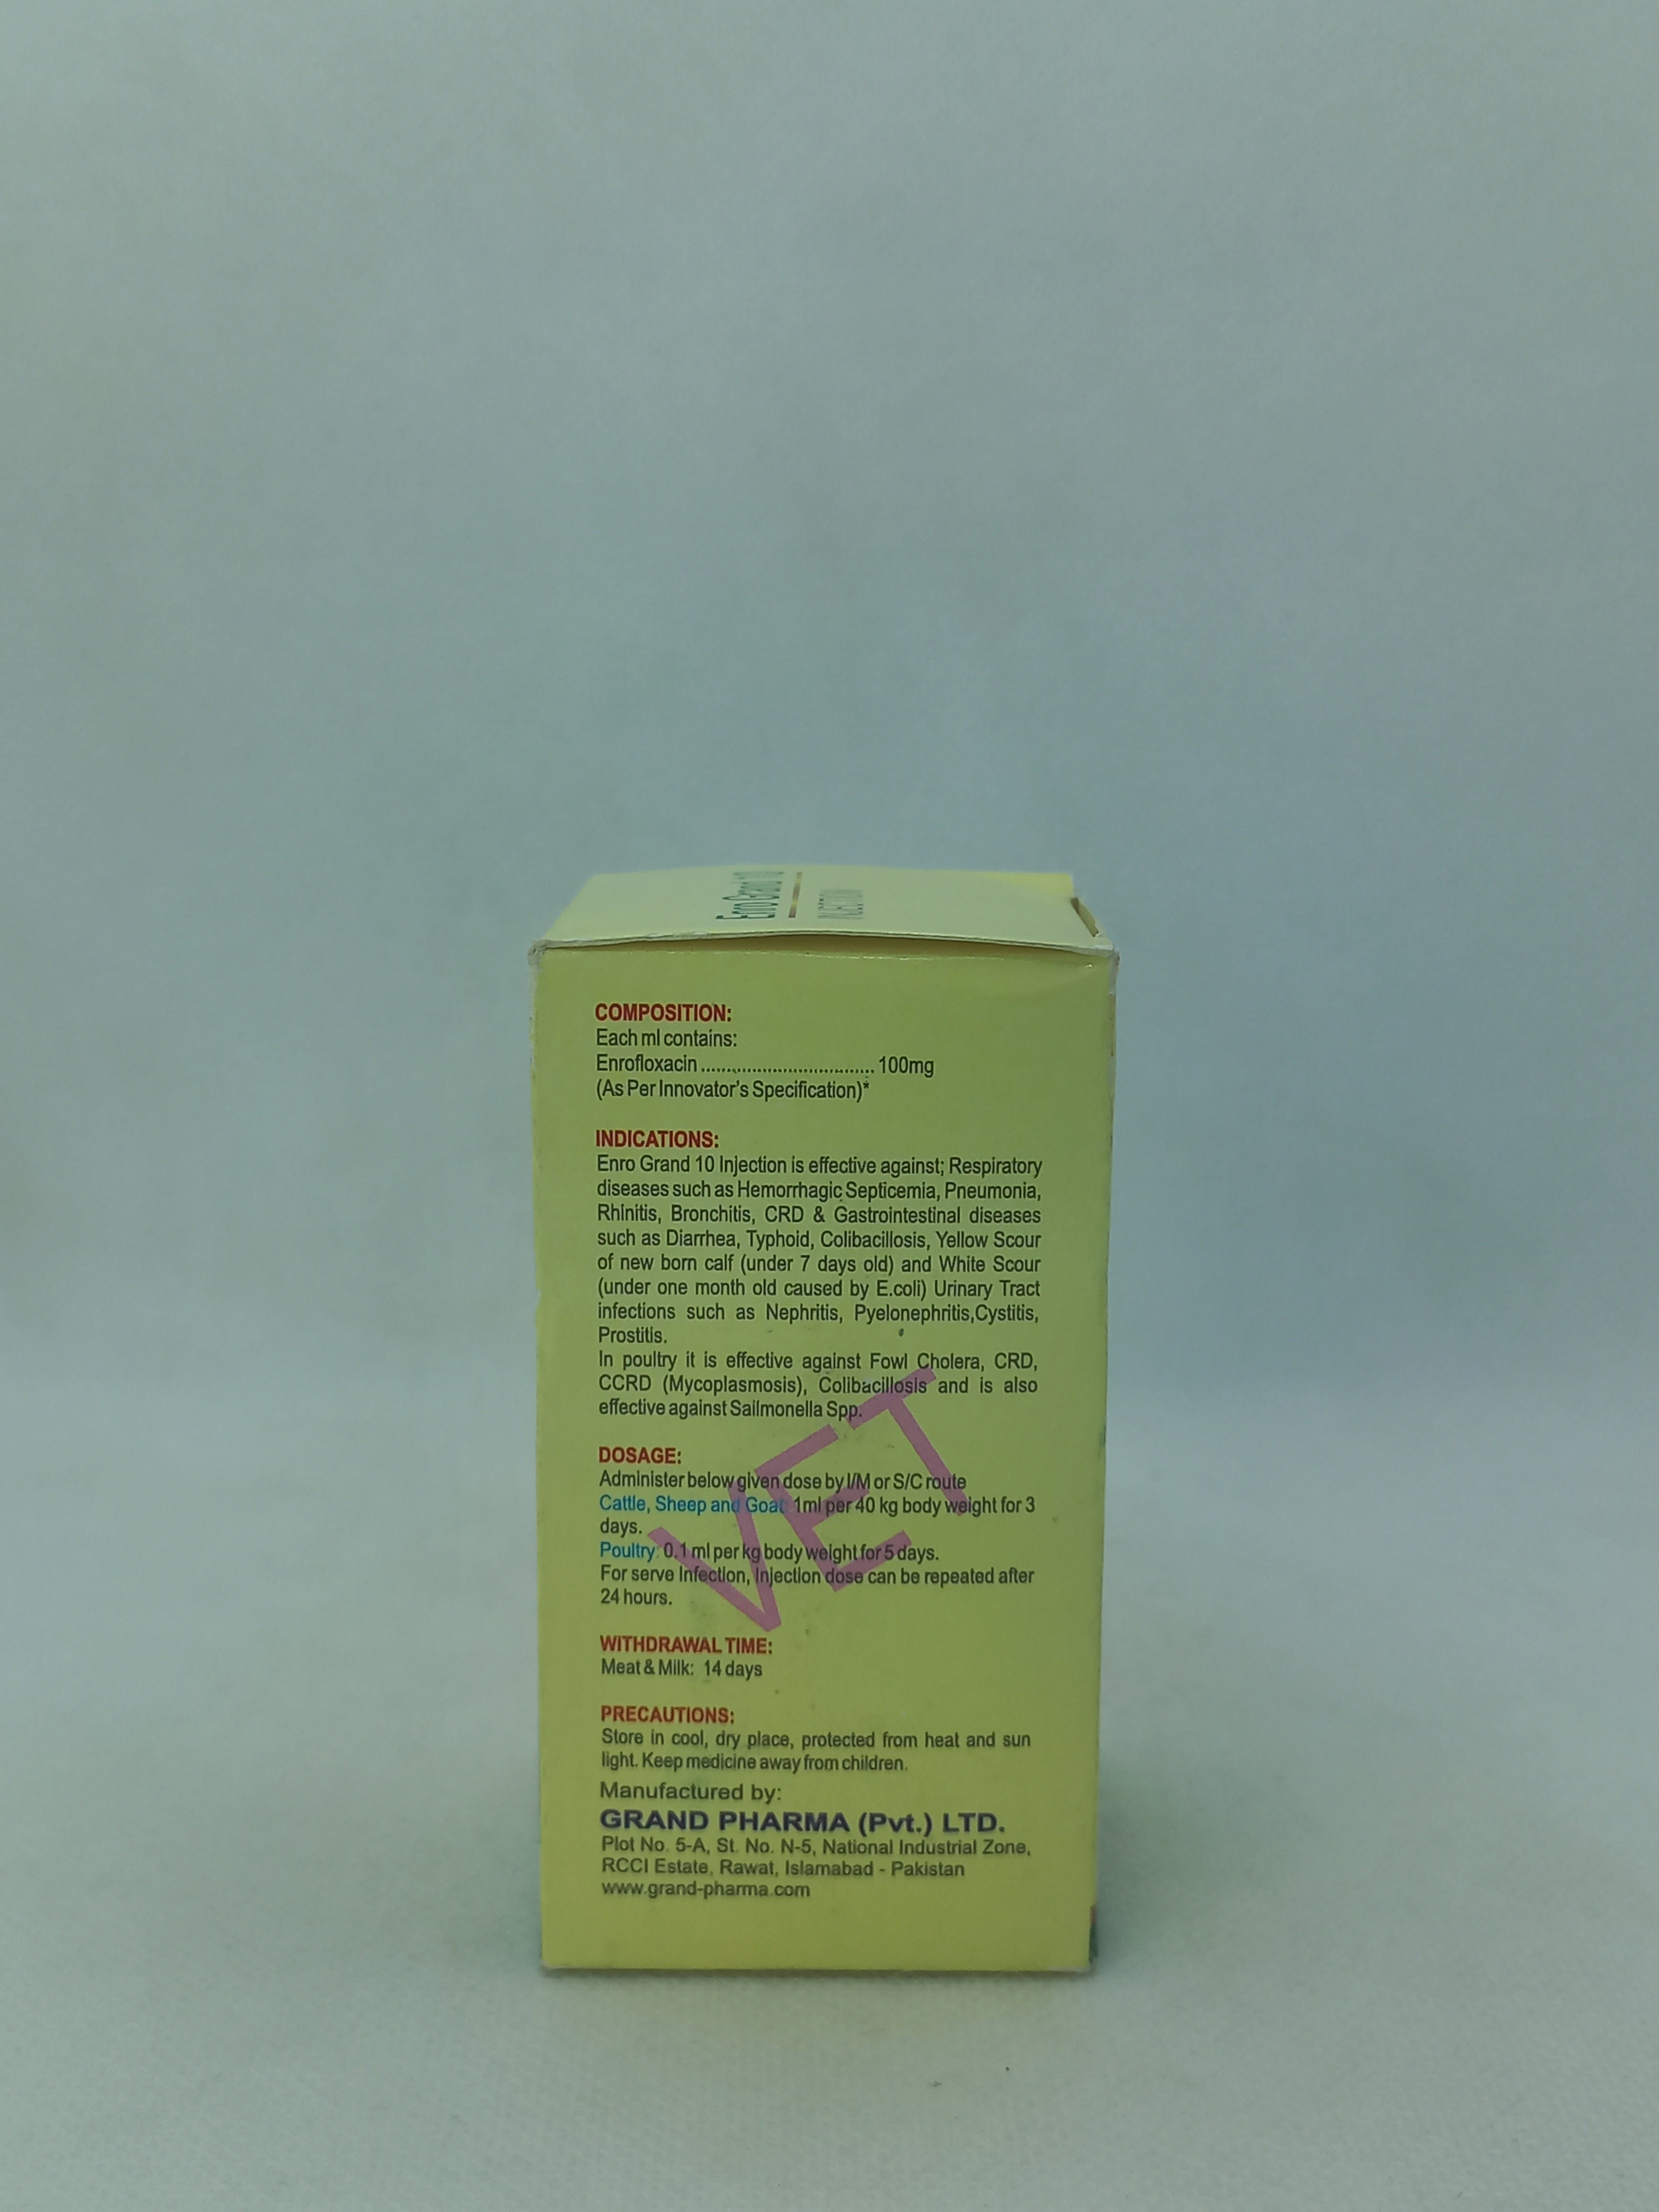 Enro Grand 10
INJECTION
COMPOSITION:
Each ml contains:
Enrofloxacin .................................. 100mg
(As Per Innovator's Specification)*
INDICATIONS:
Enro Grand 10 Injection is effective against; Respiratory
diseases such as Hemorrhagic Septicemia, Pneumonia,
Rhinitis, Bronchitis, CRD & Gastrointestinal diseases
such as Diarrhea, Typhoid, Colibacillosis, Yellow Scour
of new born calf (under 7 days old) and White Scour
(under one month old caused by E.coli) Urinary Tract
infections such as Nephritis, Pyelonephritis,Cystitis,
Prostitis.
In poultry it is effective against Fowl Cholera, CRD,
CCRD (Mycoplasmosis), Colibacillosis and is also
effective against Sailmonella Spp.
DOSAGE:
Administer below given dose by I/M or S/C route
Cattle, Sheep and Goat: 1ml per 40 kg body weight for 3
days.
Poultry: 0.1 ml per kg body weight for 5 days.
For serve Infection, Injection dose can be repeated after
24 hours.
VET
WITHDRAWAL TIME:
Meat & Milk: 14 days
PRECAUTIONS:
Store in cool, dry place, protected from heat and sun
light. Keep medicine away from children.
Manufactured by:
GRAND PHARMA (Pvt.) LTD.
Plot No. 5-A, St. No. N-5, National Industrial Zone,
RCCI Estate, Rawat, Islamabad - Pakistan
www.grand-pharma.com